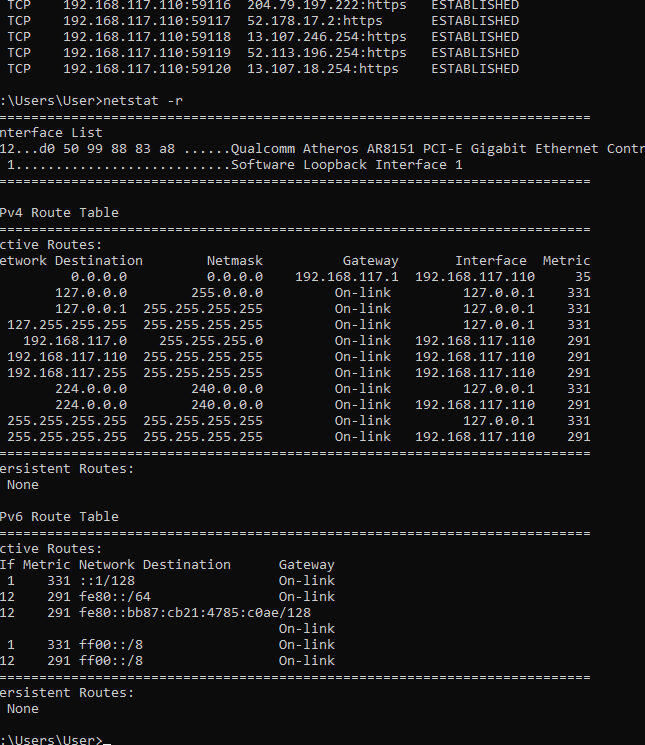 TCP    192.168.117.110:59116  204.79.197.222:https   ESTABLISHED
TCP    192.168.117.110:59117  52.178.17.2:https      ESTABLISHED
TCP    192.168.117.110:59118  13.107.246.254:https   ESTABLISHED
TCP    192.168.117.110:59119  52.113.196.254:https   ESTABLISHED
TCP    192.168.117.110:59120  13.107.18.254:https    ESTABLISHED
:\Users\User>netstat -r
===========================================================================
nterface List
12...d0 50 99 88 83 a8 ......Qualcomm Atheros AR8151 PCI-E Gigabit Ethernet Contr
1...........................Software Loopback Interface 1
===========================================================================
Pv4 Route Table
===========================================================================
ctive Routes:
etwork Destination        Netmask          Gateway       Interface  Metric
0.0.0.0          0.0.0.0    192.168.117.1  192.168.117.110     35
127.0.0.0        255.0.0.0         On-link         127.0.0.1    331
127.0.0.1  255.255.255.255         On-link         127.0.0.1    331
127.255.255.255  255.255.255.255         On-link         127.0.0.1    331
192.168.117.0    255.255.255.0         On-link   192.168.117.110    291
192.168.117.110  255.255.255.255         On-link   192.168.117.110    291
192.168.117.255  255.255.255.255         On-link   192.168.117.110    291
224.0.0.0        240.0.0.0         On-link         127.0.0.1    331
224.0.0.0        240.0.0.0         On-link   192.168.117.110    291
255.255.255.255  255.255.255.255         On-link         127.0.0.1    331
255.255.255.255  255.255.255.255         On-link   192.168.117.110    291
===========================================================================
ersistent Routes:
None
Pv6 Route Table
===========================================================================
ctive Routes:
If Metric Network Destination      Gateway
1    331 ::1/128                  On-link
12    291 fe80::/64                On-link
12    291 fe80::bb87:cb21:4785:c0ae/128
On-link
1    331 ff00::/8                 On-link
12    291 ff00::/8                 On-link
===========================================================================
ersistent Routes:
None
:\Users\User>_